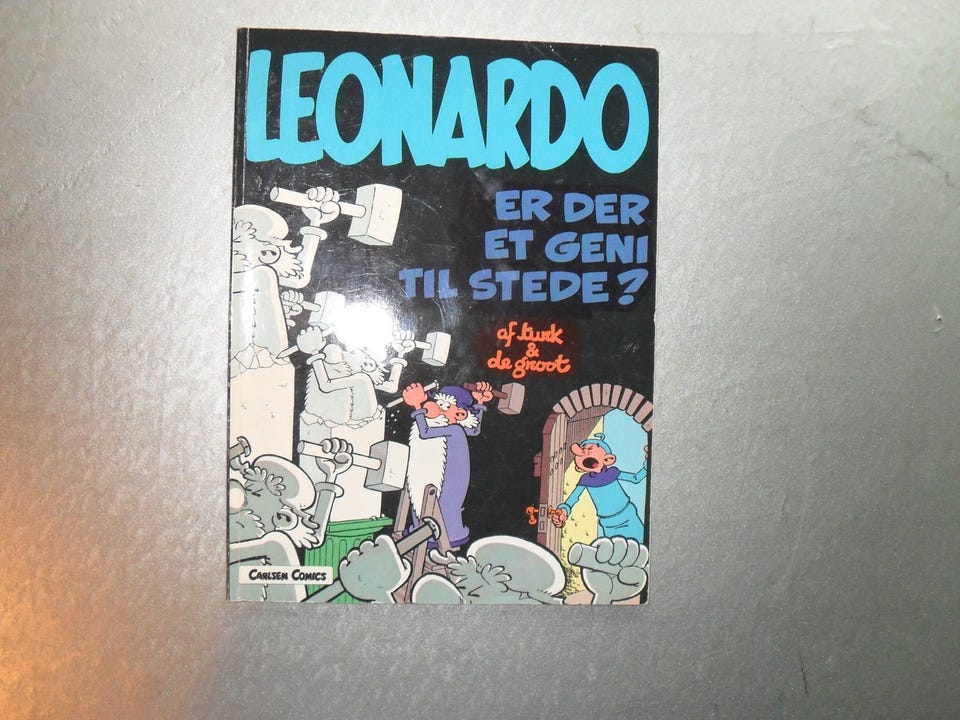 LEONARDO
ER DER
ET GENI
TIL STEDE?
af turk
&
de groot
CARLSEN COMICS